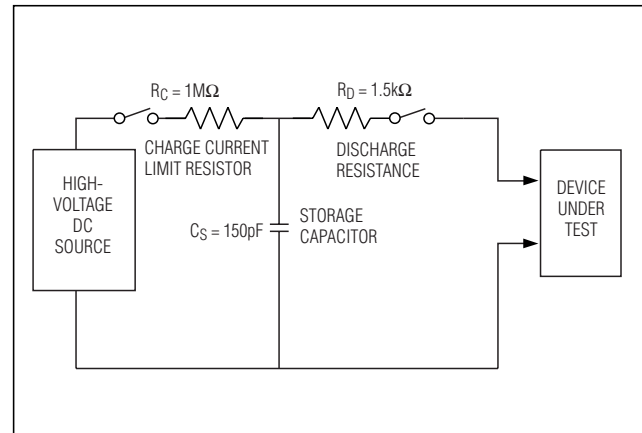 R_C = 1MΩ
R_D = 1.5kΩ
CHARGE CURRENT
LIMIT RESISTOR
DISCHARGE
RESISTANCE
HIGH-
VOLTAGE
DC
SOURCE
C_S = 150pF
STORAGE
CAPACITOR
DEVICE
UNDER
TEST